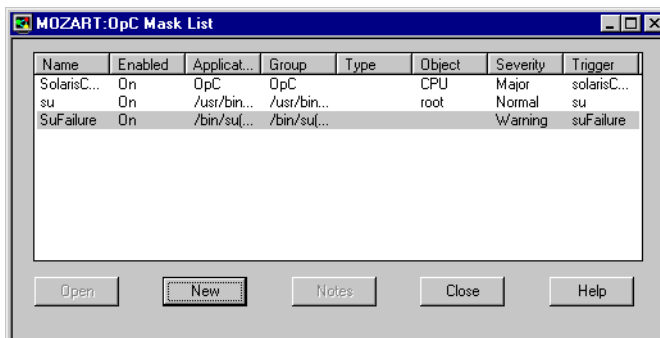 MOZART:OpC Mask List
Name Enabled Applicat... Group Type Object Severity Trigger
SolarisC... On OpC OpC CPU Major solarisC...
su On /usr/bin... /usr/bin... root Normal su
SuFailure On /bin/su(... /bin/su(... Warning suFailure
Open New Notes Close Help